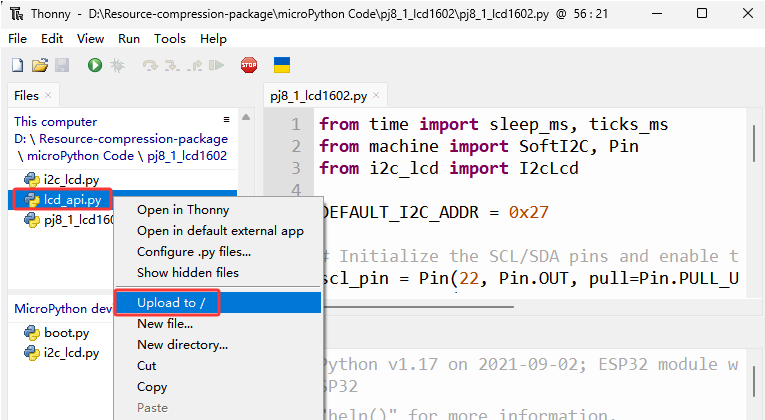 Thonny - D:\Resource-compression-package\microPython Code\pj8_1_lcd1602\pj8_1_lcd1602.py @ 56 : 21
File Edit View Run Tools Help
STOP
Files
This computer
D: \ Resource-compression-package
\ microPython Code \ pj8_1_lcd1602
i2c_lcd.py
lcd_api.py
pj8_1_lcd160
MicroPython dev
boot.py
i2c_lcd.py
Open in Thonny
Open in default external app
Configure .py files...
Show hidden files
Upload to /
New file...
New directory...
Cut
Copy
Paste
pj8_1_lcd1602.py
1 from time import sleep_ms, ticks_ms
2 from machine import SoftI2C, Pin
3 from i2c_lcd import I2cLcd
4
DEFAULT_I2C_ADDR = 0x27
# Initialize the SCL/SDA pins and enable t
scl_pin = Pin(22, Pin.OUT, pull=Pin.PULL_U
Python v1.17 on 2021-09-02; ESP32 module w
SP32
"help()" for more information.